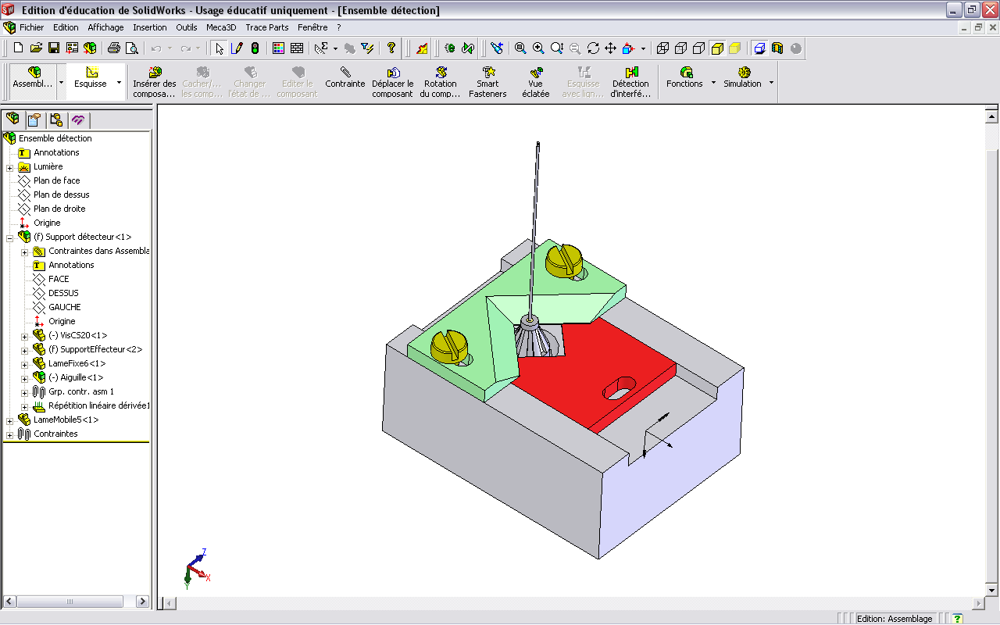 Edition d'éducation de SolidWorks - Usage éducatif uniquement - [Ensemble détection]
Fichier Edition Affichage Insertion Outils Meca3D Trace Parts Fenêtre ?
Assembl... Esquisse Insérer des composa... Cacher/... les comp... Changer l'état de ... Editer le composant Contrainte Déplacer le composant Rotation du comp... Smart Fasteners Vue éclatée Esquisse avec lign... Détection d'interfé... Fonctions Simulation
Ensemble détection
Annotations
Lumière
Plan de face
Plan de dessus
Plan de droite
Origine
(f) Support détecteur<1>
Contraintes dans Assembla
Annotations
FACE
DESSUS
GAUCHE
Origine
(-) VisCS20<1>
(f) SupportEffecteur<2>
LameFixe6<1>
(-) Aiguille<1>
Grp. contr. asm 1
Répétition linéaire dérivée1
LameMobile5<1>
Contraintes
Z
X
Y
Edition: Assemblage